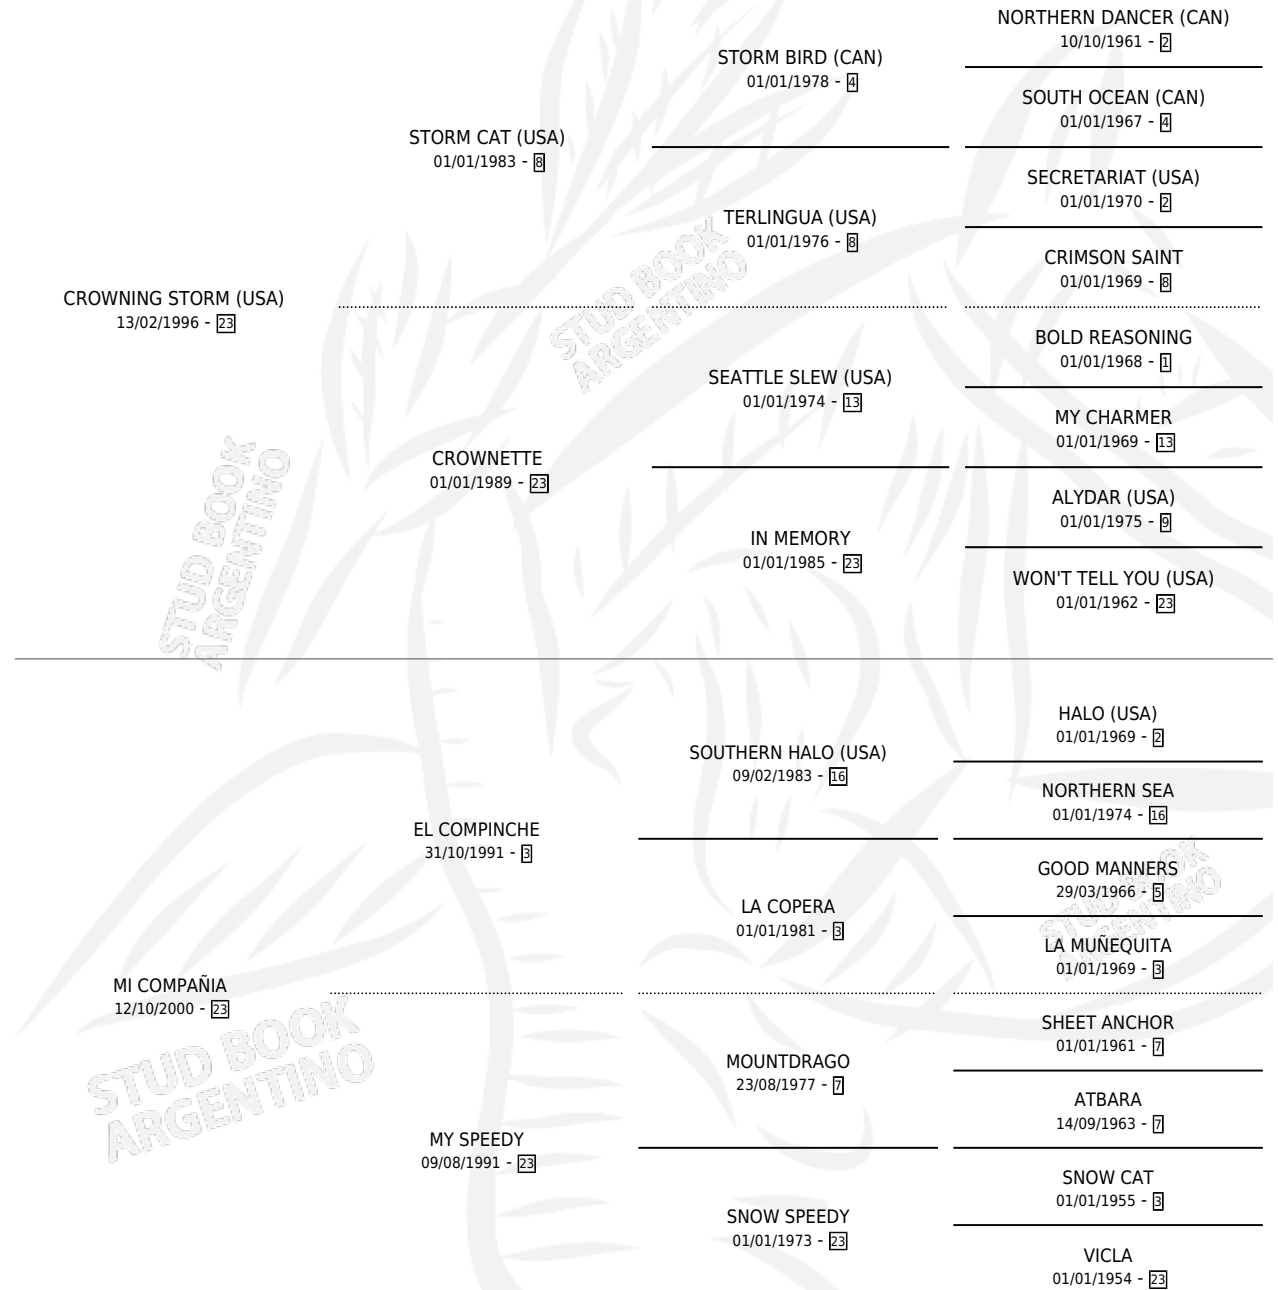 NORTHERN DANCER (CAN)
10/10/1961 - 2
STORM BIRD (CAN)
01/01/1978 - 4
SOUTH OCEAN (CAN)
01/01/1967 - 4
STORM CAT (USA)
01/01/1983 - 8
SECRETARIAT (USA)
01/01/1970 - 2
TERLINGUA (USA)
01/01/1976 - 8
CRIMSON SAINT
01/01/1969 - 8
CROWNING STORM (USA)
13/02/1996 - 23
BOLD REASONING
01/01/1968 - 1
SEATTLE SLEW (USA)
01/01/1974 - 13
MY CHARMER
01/01/1969 - 13
CROWNETTE
01/01/1989 - 23
ALYDAR (USA)
01/01/1975 - 9
IN MEMORY
01/01/1985 - 23
WON'T TELL YOU (USA)
01/01/1962 - 23
HALO (USA)
01/01/1969 - 2
SOUTHERN HALO (USA)
09/02/1983 - 16
NORTHERN SEA
01/01/1974 - 16
EL COMPINCHE
31/10/1991 - 3
GOOD MANNERS
29/03/1966 - 5
LA COPERA
01/01/1981 - 3
LA MUÑEQUITA
01/01/1969 - 3
MI COMPAÑIA
12/10/2000 - 23
SHEET ANCHOR
01/01/1961 - 7
MOUNTDRAGO
23/08/1977 - 7
ATBARA
14/09/1963 - 7
MY SPEEDY
09/08/1991 - 23
SNOW CAT
01/01/1955 - 3
SNOW SPEEDY
01/01/1973 - 23
VICLA
01/01/1954 - 23
STUD BOOK
ARGENTINO
STUD BOOK
ARGENTINO
STUD BOOK
ARGENTINO
STUD BOOK
ARGENTINO